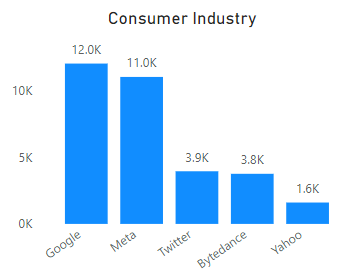 Consumer Industry
12.0K
11.0K
10K
5K
3.9K
3.8K
1.6K
0K
Google
Meta
Twitter
Bytedance
Yahoo